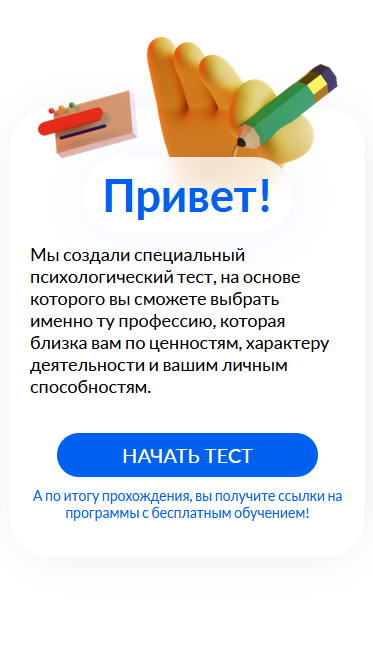 Привет!
Мы создали специальный
психологический тест, на основе
которого вы сможете выбрать
именно ту профессию, которая
близка вам по ценностям, характеру
деятельности и вашим личным
способностям.
НАЧАТЬ ТЕСТ
А по итогу прохождения, вы получите ссылки на
программы с бесплатным обучением!